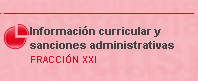 Información curricular y
sanciones administrativas
FRACCIÓN XXI